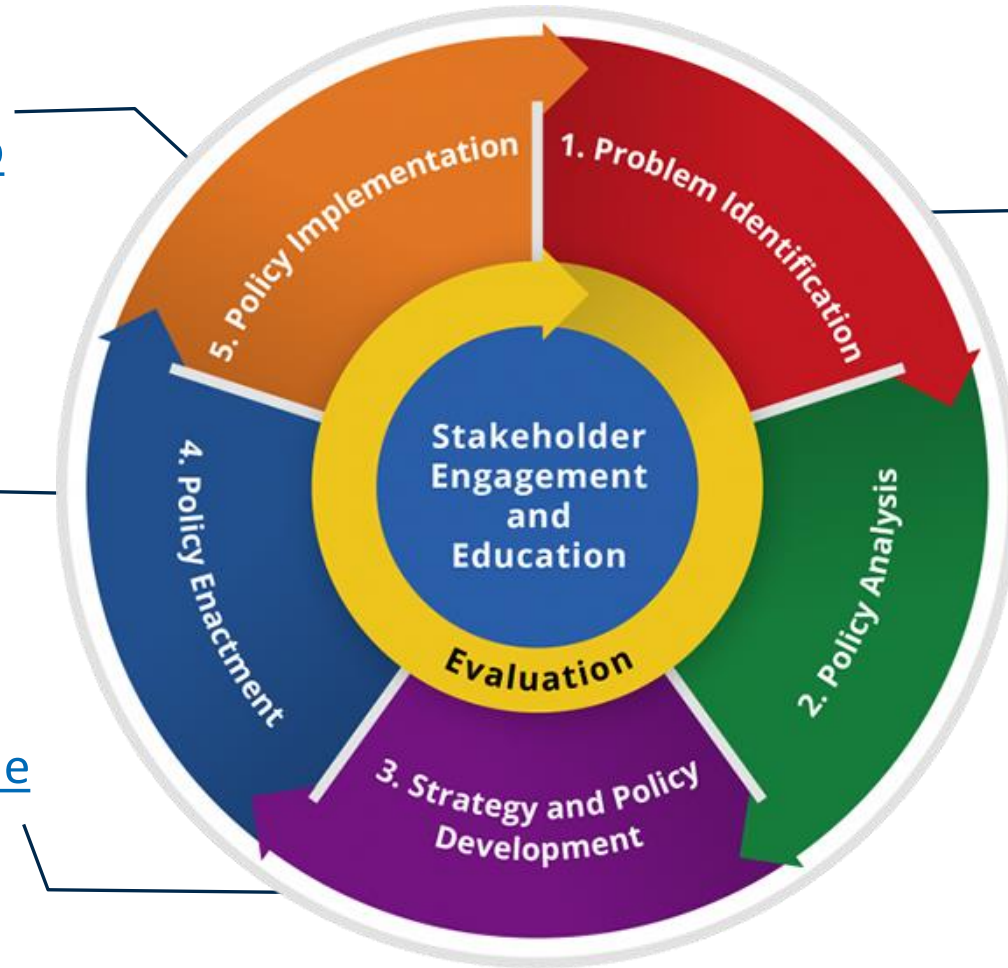 1. Problem Identification
2. Policy Analysis
3. Strategy and Policy
Development
4. Policy Enactment
5. Policy Implementation
Stakeholder
Engagement
and
Education
Evaluation